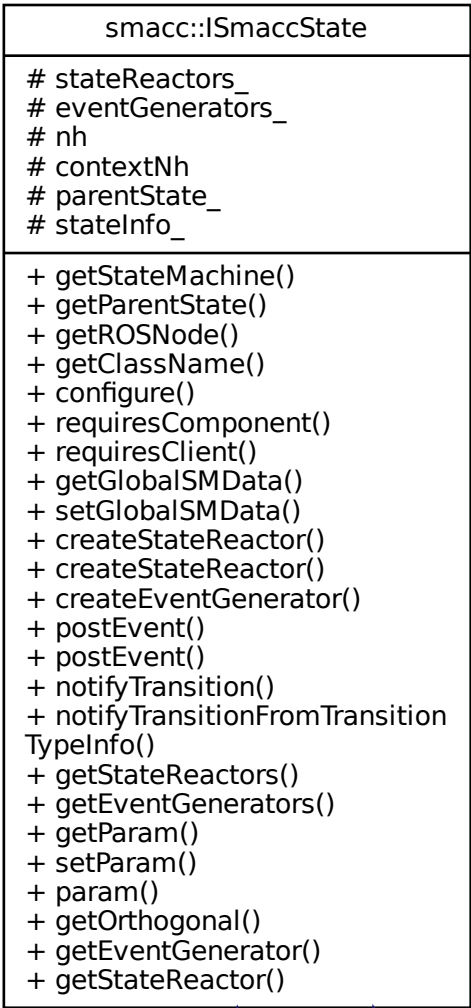 smacc::ISmaccState
# stateReactors_
# eventGenerators_
# nh
# contextNh
# parentState_
# stateInfo_
+ getStateMachine()
+ getParentState()
+ getROSNode()
+ getClassName()
+ configure()
+ requiresComponent()
+ requiresClient()
+ getGlobalSMData()
+ setGlobalSMData()
+ createStateReactor()
+ createStateReactor()
+ createEventGenerator()
+ postEvent()
+ postEvent()
+ notifyTransition()
+ notifyTransitionFromTransition
TypeInfo()
+ getStateReactors()
+ getEventGenerators()
+ getParam()
+ setParam()
+ param()
+ getOrthogonal()
+ getEventGenerator()
+ getStateReactor()